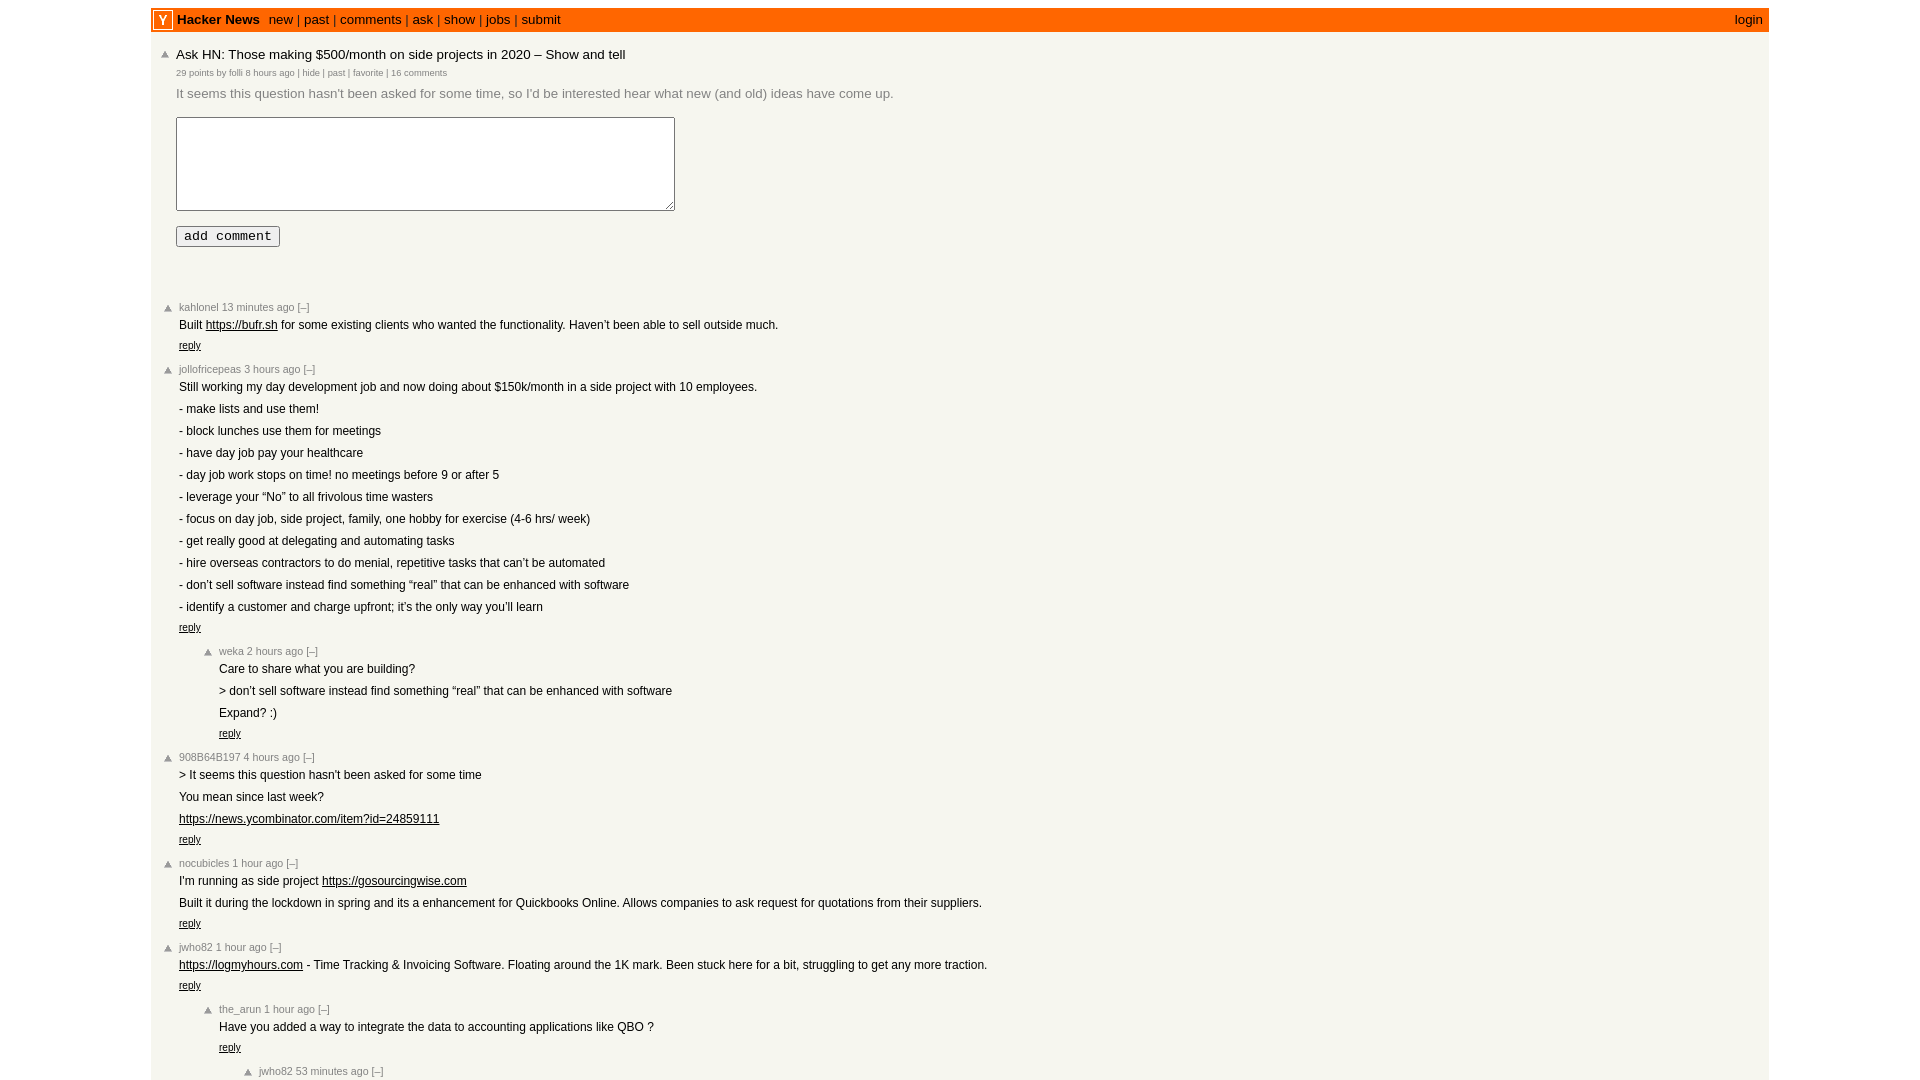 Y Hacker News new | past | comments | ask | show | jobs | submit login
Ask HN: Those making $500/month on side projects in 2020 – Show and tell
29 points by folli 8 hours ago | hide | past | favorite | 16 comments
It seems this question hasn't been asked for some time, so I'd be interested hear what new (and old) ideas have come up.
add comment
kahlonel 13 minutes ago [–]
Built https://bufr.sh for some existing clients who wanted the functionality. Haven’t been able to sell outside much.
reply
jollofricepeas 3 hours ago [–]
Still working my day development job and now doing about $150k/month in a side project with 10 employees.
- make lists and use them!
- block lunches use them for meetings
- have day job pay your healthcare
- day job work stops on time! no meetings before 9 or after 5
- leverage your “No” to all frivolous time wasters
- focus on day job, side project, family, one hobby for exercise (4-6 hrs/ week)
- get really good at delegating and automating tasks
- hire overseas contractors to do menial, repetitive tasks that can’t be automated
- don’t sell software instead find something “real” that can be enhanced with software
- identify a customer and charge upfront; it’s the only way you’ll learn
reply
weka 2 hours ago [–]
Care to share what you are building?
> don’t sell software instead find something “real” that can be enhanced with software
Expand? :)
reply
908B64B197 4 hours ago [–]
> It seems this question hasn't been asked for some time
You mean since last week?
https://news.ycombinator.com/item?id=24859111
reply
nocubicles 1 hour ago [–]
I'm running as side project https://gosourcingwise.com
Built it during the lockdown in spring and its a enhancement for Quickbooks Online. Allows companies to ask request for quotations from their suppliers.
reply
jwho82 1 hour ago [–]
https://logmyhours.com - Time Tracking & Invoicing Software. Floating around the 1K mark. Been stuck here for a bit, struggling to get any more traction.
reply
the_arun 1 hour ago [–]
Have you added a way to integrate the data to accounting applications like QBO ?
reply
jwho82 53 minutes ago [–]